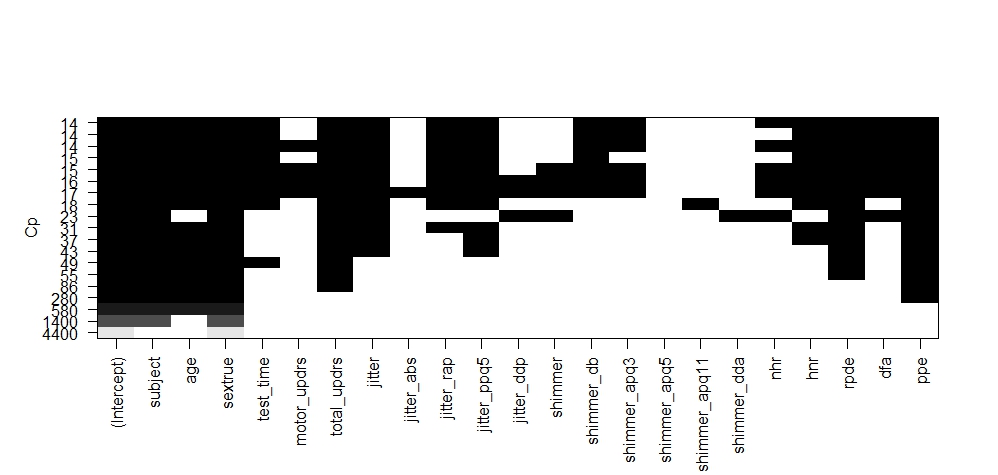 Cp
14
14
14
15
15
16
17
18
23
31
37
43
49
55
86
280
580
1400
4400
(Intercept)
subject
age
sextrue
test_time
motor_updrs
total_updrs
jitter
jitter_abs
jitter_rap
jitter_ppq5
jitter_ddp
shimmer
shimmer_db
shimmer_apq3
shimmer_apq5
shimmer_apq11
shimmer_dda
nhr
hnr
rpde
dfa
ppe